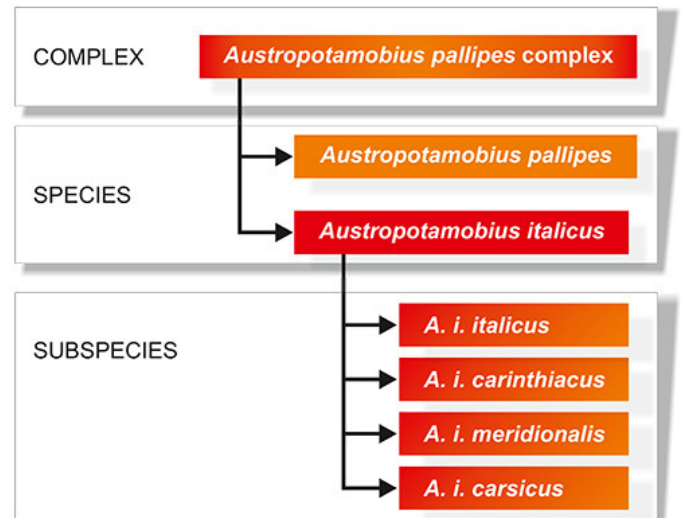 COMPLEX
Austropotamobius pallipes complex
Austropotamobius pallipes
SPECIES
Austropotamobius italicus
A. i. italicus
SUBSPECIES
A. i. carinthiacus
A. i. meridionalis
A. i. carsicus